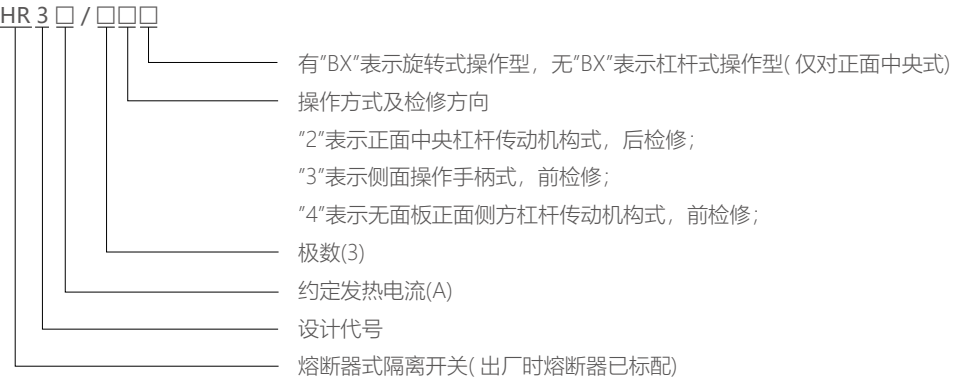 HR 3 □ / □□□
有"BX"表示旋转式操作型，无"BX"表示杠杆式操作型( 仅对正面中央式)
操作方式及检修方向
"2"表示正面中央杠杆传动机构式，后检修；
"3"表示侧面操作手柄式，前检修；
"4"表示无面板正面侧方杠杆传动机构式，前检修；
极数(3)
约定发热电流(A)
设计代号
熔断器式隔离开关( 出厂时熔断器已标配)